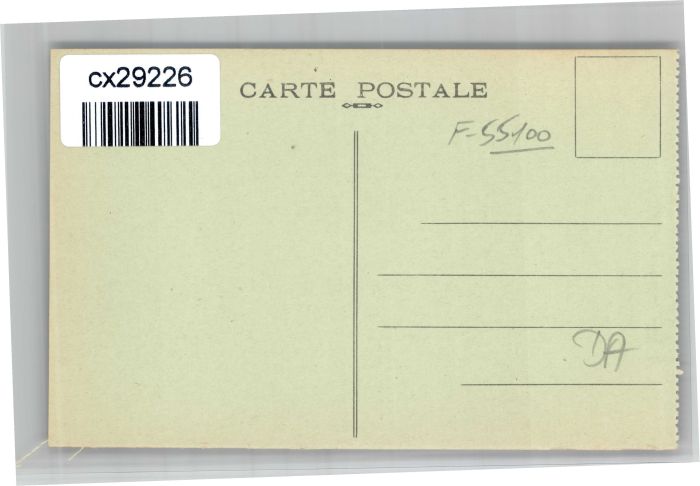 cx29226
CARTE POSTALE
F-55100
DA